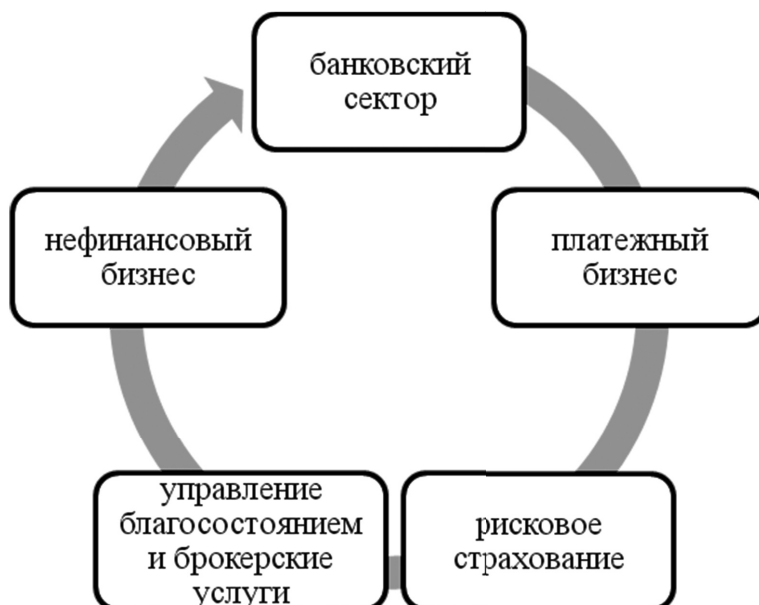 банковский
сектор
платежный
бизнес
рисковое
страхование
управление
благосостоянием
и брокерские
услуги
нефинансовый
бизнес